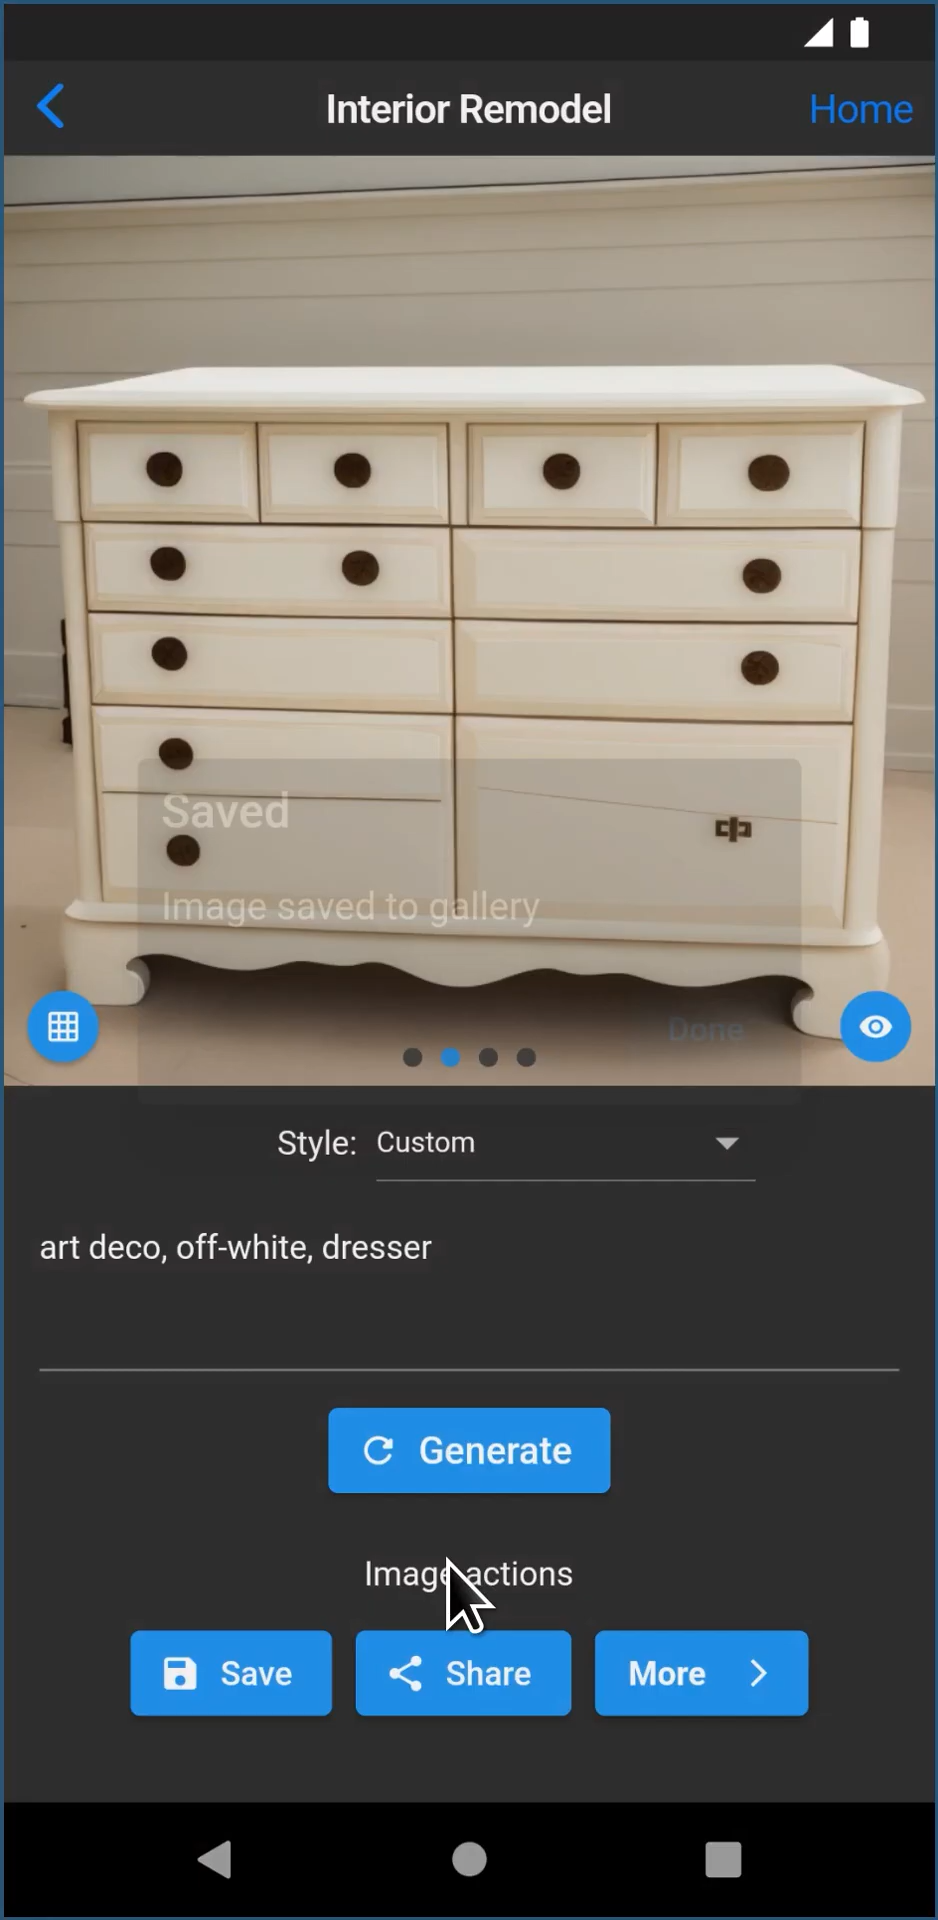 Interior Remodel
Home
Saved
Image saved to gallery
Done
Style: Custom
art deco, off-white, dresser
Generate
Image actions
Save
Share
More